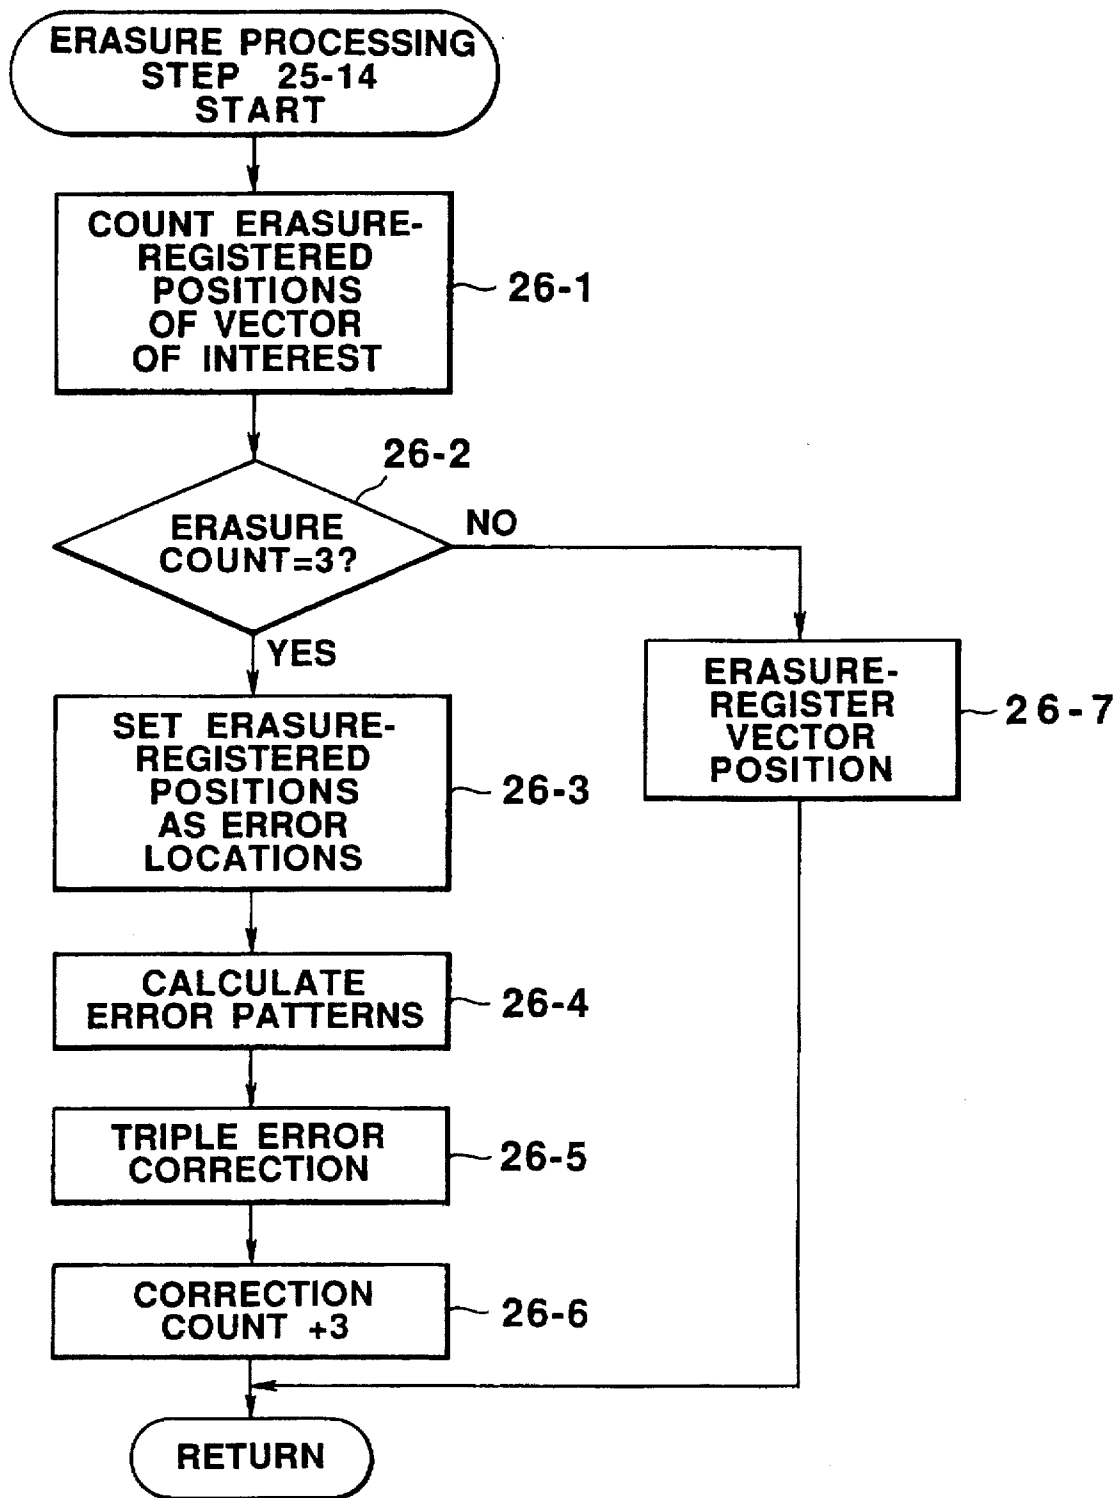 ERASURE PROCESSING
STEP 25-14
START
COUNT ERASURE-
REGISTERED
POSITIONS
OF VECTOR
OF INTEREST
26-1
26-2
ERASURE
COUNT=3?
NO
YES
ERASURE-
REGISTER
VECTOR
POSITION
26-7
SET ERASURE-
REGISTERED
POSITIONS
AS ERROR
LOCATIONS
26-3
CALCULATE
ERROR PATTERNS
26-4
TRIPLE ERROR
CORRECTION
26-5
CORRECTION
COUNT +3
26-6
RETURN